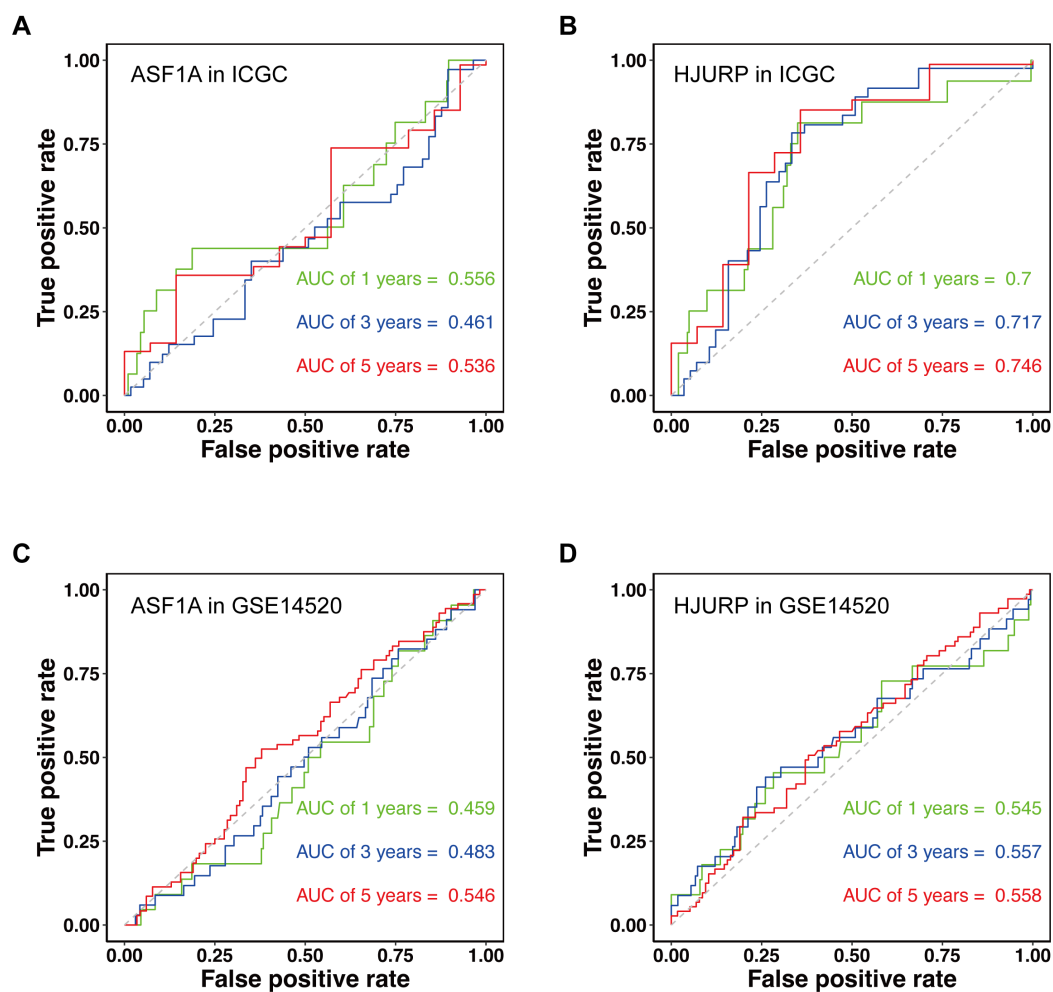 A
ASF1A in ICGC
True positive rate
1.00
0.75
0.50
0.25
0.00
AUC of 1 years = 0.556
AUC of 3 years = 0.461
AUC of 5 years = 0.536
0.00 0.25 0.50 0.75 1.00
False positive rate
B
HJURP in ICGC
True positive rate
1.00
0.75
0.50
0.25
0.00
AUC of 1 years = 0.7
AUC of 3 years = 0.717
AUC of 5 years = 0.746
0.00 0.25 0.50 0.75 1.00
False positive rate
C
ASF1A in GSE14520
True positive rate
1.00
0.75
0.50
0.25
0.00
AUC of 1 years = 0.459
AUC of 3 years = 0.483
AUC of 5 years = 0.546
0.00 0.25 0.50 0.75 1.00
False positive rate
D
HJURP in GSE14520
True positive rate
1.00
0.75
0.50
0.25
0.00
AUC of 1 years = 0.545
AUC of 3 years = 0.557
AUC of 5 years = 0.558
0.00 0.25 0.50 0.75 1.00
False positive rate